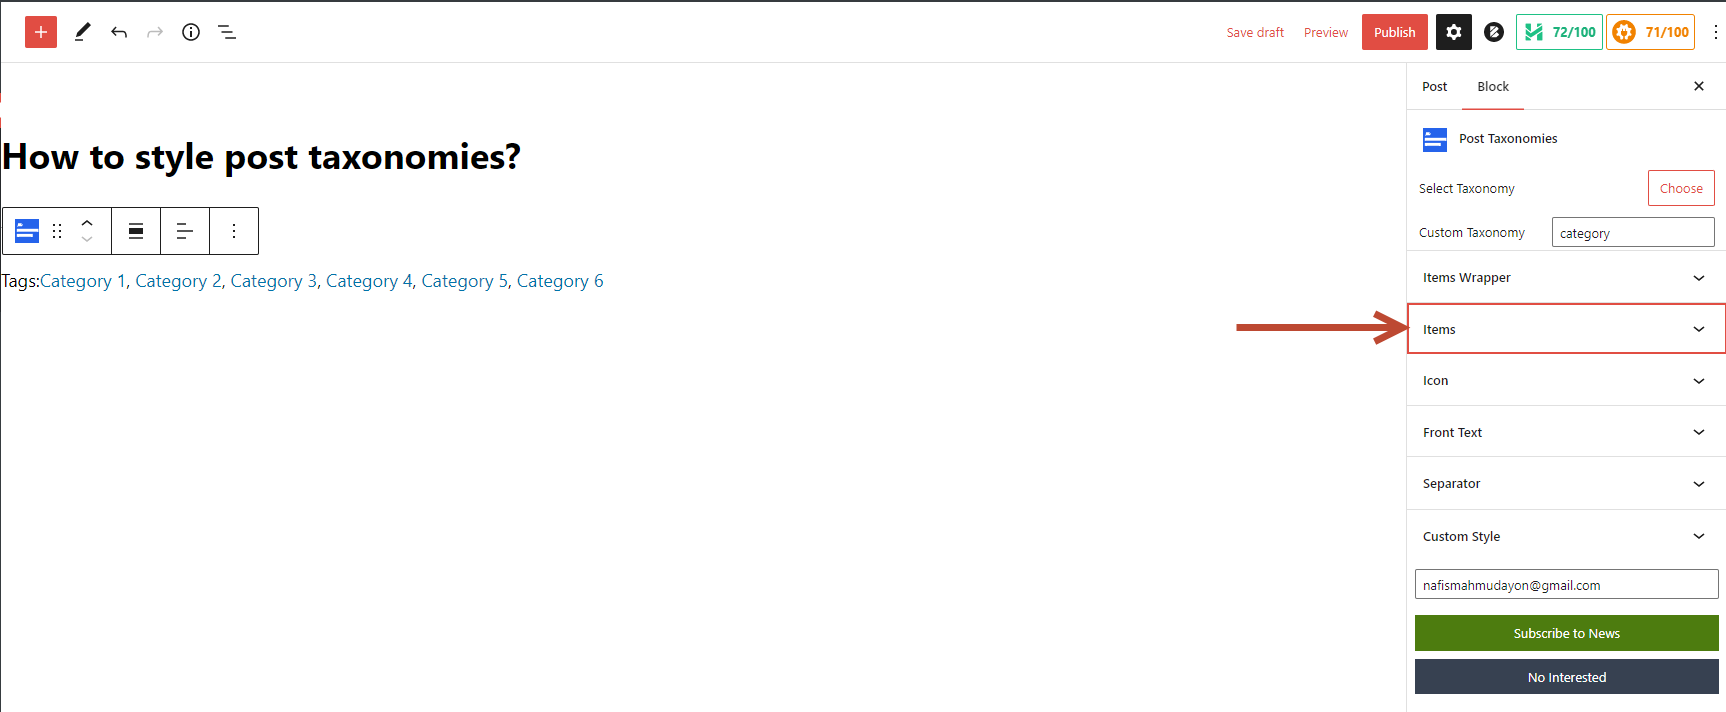 Save draft Preview Publish 72/100 71/100
Post Block
How to style post taxonomies?
Tags:Category 1, Category 2, Category 3, Category 4, Category 5, Category 6
Post Taxonomies
Select Taxonomy Choose
Custom Taxonomy category
Items Wrapper
Items
Icon
Front Text
Separator
Custom Style
nafismahmudayon@gmail.com
Subscribe to News
No Interested